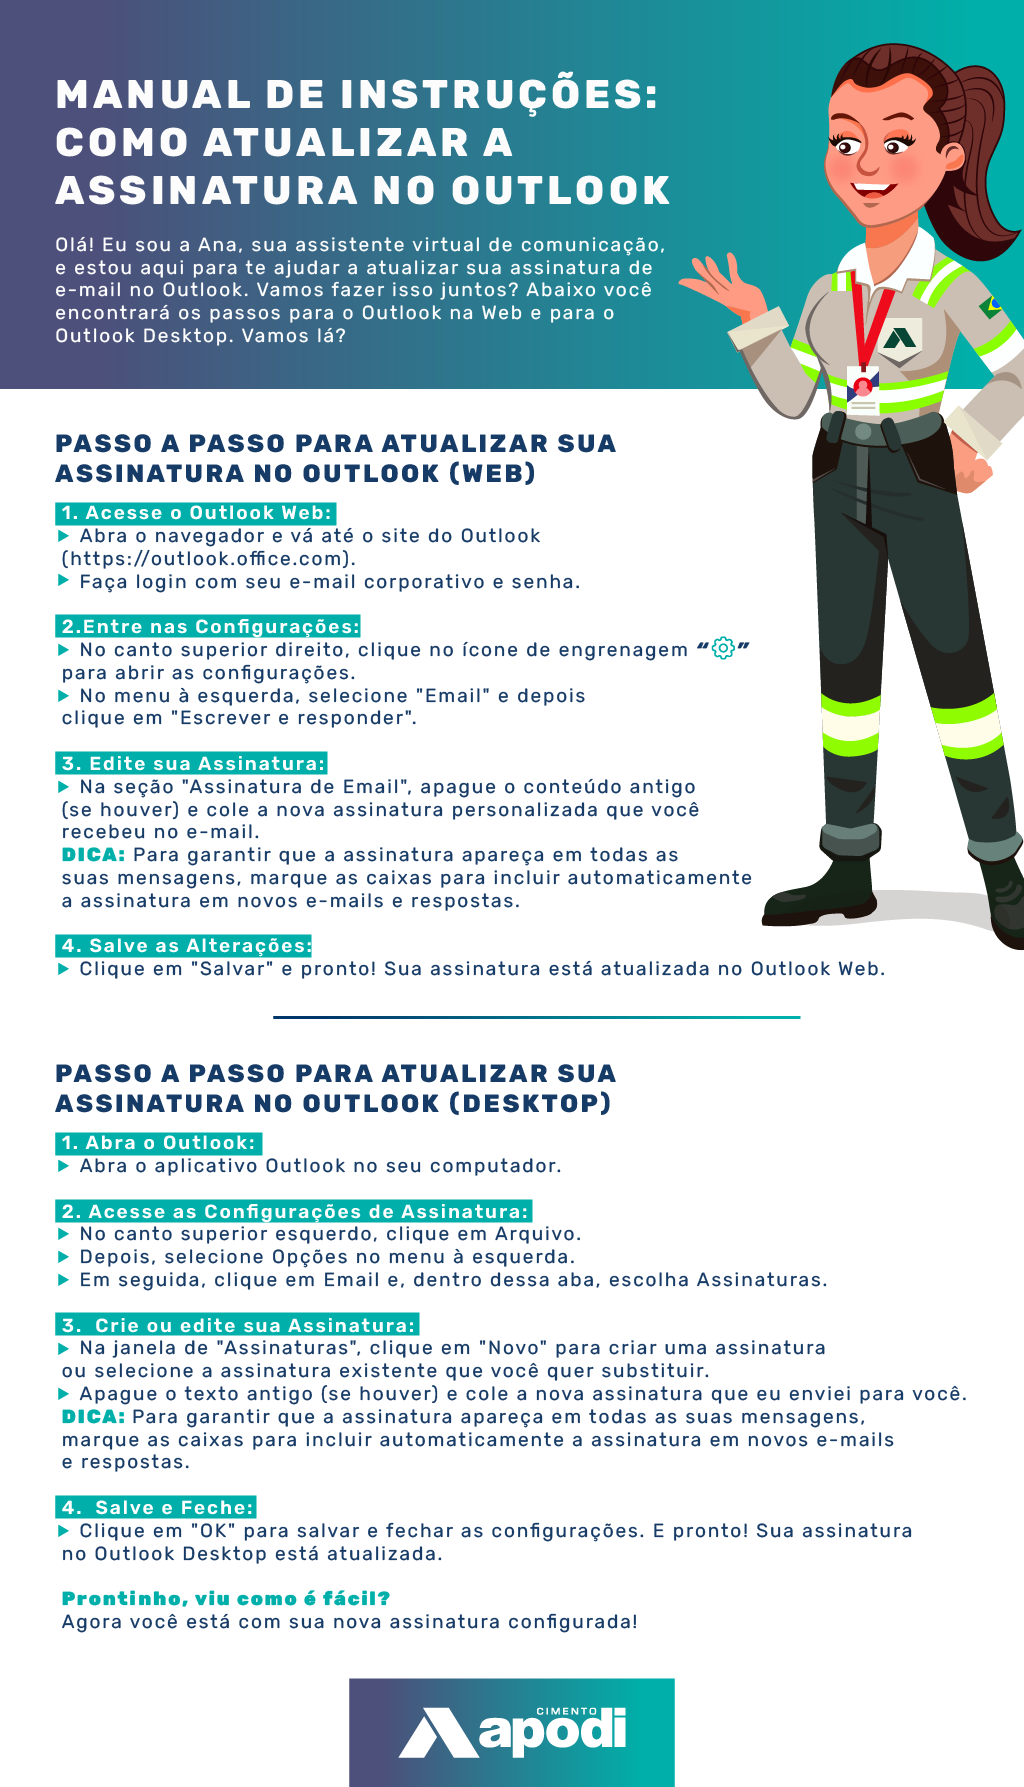 MANUAL DE INSTRUÇÕES:
COMO ATUALIZAR A
ASSINATURA NO OUTLOOK
Olá! Eu sou a Ana, sua assistente virtual de comunicação,
e estou aqui para te ajudar a atualizar sua assinatura de
e-mail no Outlook. Vamos fazer isso juntos? Abaixo você
encontrará os passos para o Outlook na Web e para o
Outlook Desktop. Vamos lá?
PASSO A PASSO PARA ATUALIZAR SUA
ASSINATURA NO OUTLOOK (WEB)
1. Acesse o Outlook Web:
▶ Abra o navegador e vá até o site do Outlook
(https://outlook.office.com).
▶ Faça login com seu e-mail corporativo e senha.
2.Entre nas Configurações:
▶ No canto superior direito, clique no ícone de engrenagem “⚙”
para abrir as configurações.
▶ No menu à esquerda, selecione "Email" e depois
clique em "Escrever e responder".
3. Edite sua Assinatura:
▶ Na seção "Assinatura de Email", apague o conteúdo antigo
(se houver) e cole a nova assinatura personalizada que você
recebeu no e-mail.
DICA: Para garantir que a assinatura apareça em todas as
suas mensagens, marque as caixas para incluir automaticamente
a assinatura em novos e-mails e respostas.
4. Salve as Alterações:
▶ Clique em "Salvar" e pronto! Sua assinatura está atualizada no Outlook Web.
PASSO A PASSO PARA ATUALIZAR SUA
ASSINATURA NO OUTLOOK (DESKTOP)
1. Abra o Outlook:
▶ Abra o aplicativo Outlook no seu computador.
2. Acesse as Configurações de Assinatura:
▶ No canto superior esquerdo, clique em Arquivo.
▶ Depois, selecione Opções no menu à esquerda.
▶ Em seguida, clique em Email e, dentro dessa aba, escolha Assinaturas.
3. Crie ou edite sua Assinatura:
▶ Na janela de "Assinaturas", clique em "Novo" para criar uma assinatura
ou selecione a assinatura existente que você quer substituir.
▶ Apague o texto antigo (se houver) e cole a nova assinatura que eu enviei para você.
DICA: Para garantir que a assinatura apareça em todas as suas mensagens,
marque as caixas para incluir automaticamente a assinatura em novos e-mails
e respostas.
4. Salve e Feche:
▶ Clique em "OK" para salvar e fechar as configurações. E pronto! Sua assinatura
no Outlook Desktop está atualizada.
Prontinho, viu como é fácil?
Agora você está com sua nova assinatura configurada!
CIMENTO
apodi